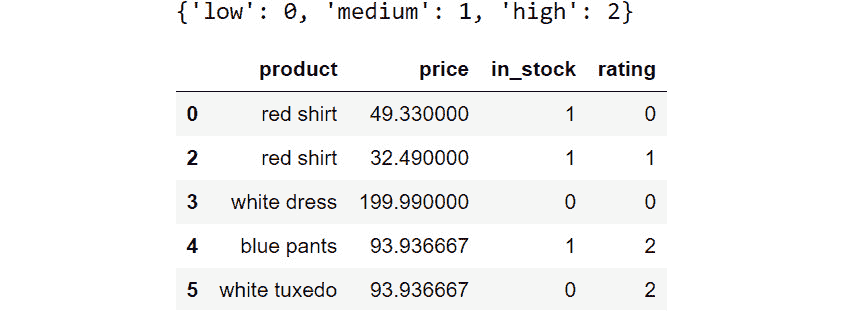 {'low': 0, 'medium': 1, 'high': 2}
product price in_stock rating
0 red shirt 49.330000 1 0
2 red shirt 32.490000 1 1
3 white dress 199.990000 0 0
4 blue pants 93.936667 1 2
5 white tuxedo 93.936667 0 2